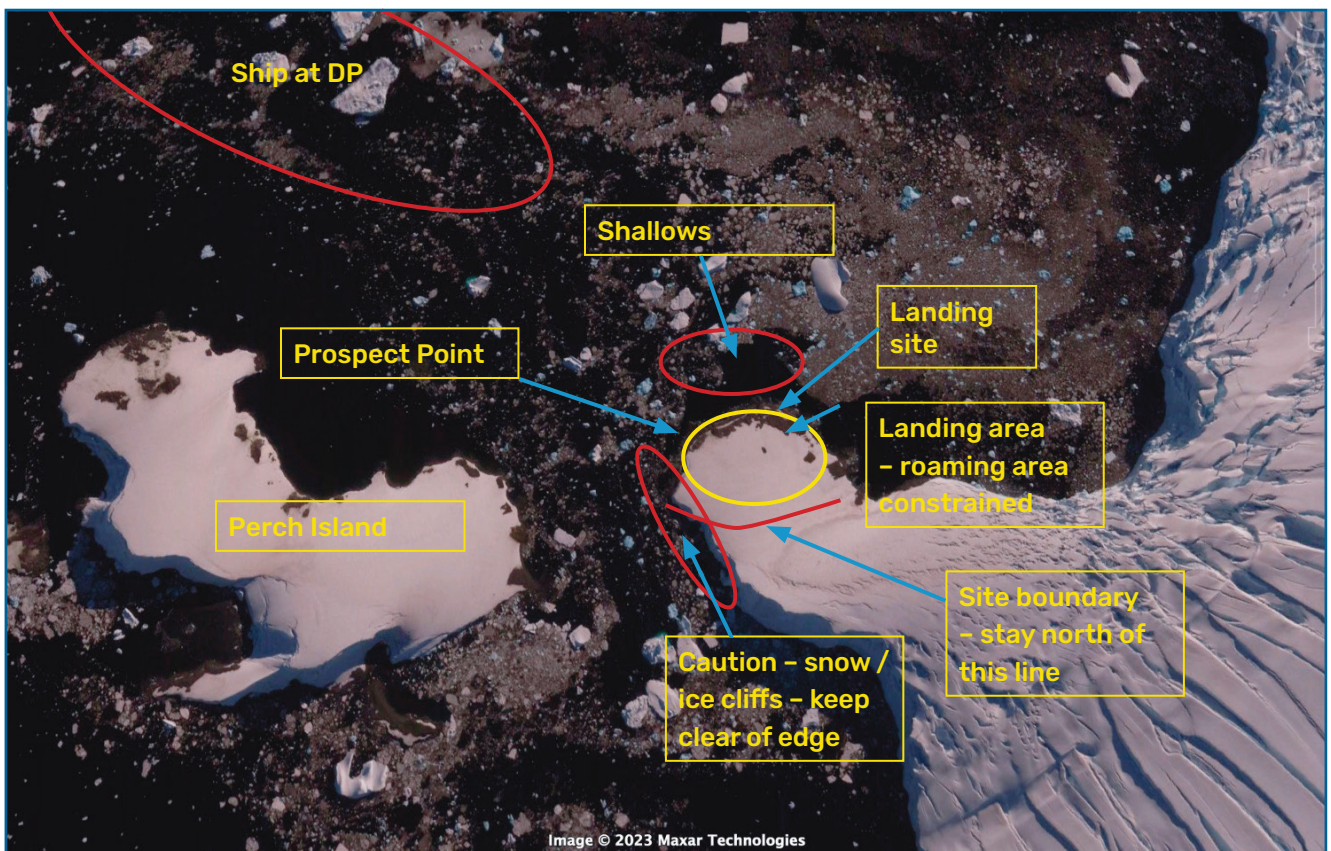 Ship at DP
Shallows
Landing
site
Prospect Point
Landing area
– roaming area
constrained
Perch Island
Site boundary
– stay north of
this line
Caution – snow /
ice cliffs – keep
clear of edge
Image © 2023 Maxar Technologies